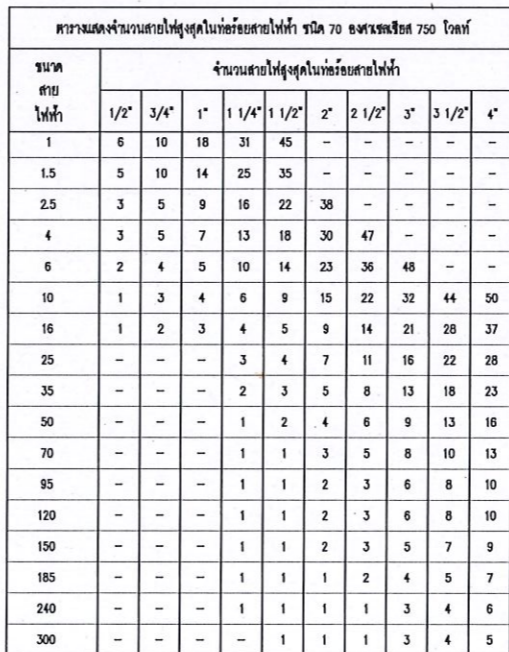 ตารางแสดงจำนวนสายไฟสูงสุดในท่อร้อยสายไฟฟ้า ชนิด 70 องศาเซลเซียส 750 โวลท์
ขนาด
สาย
ไฟฟ้า
จำนวนสายไฟสูงสุดในท่อร้อยสายไฟฟ้า
1/2" 3/4" 1" 1 1/4" 1 1/2" 2" 2 1/2" 3" 3 1/2" 4"
1 6 10 18 31 45 – – – – –
1.5 5 10 14 25 35 – – – – –
2.5 3 5 9 16 22 38 – – – –
4 3 5 7 13 18 30 47 – – –
6 2 4 5 10 14 23 36 48 – –
10 1 3 4 6 9 15 22 32 44 50
16 1 2 3 4 5 9 14 21 28 37
25 – – – 3 4 7 11 16 22 28
35 – – – 2 3 5 8 13 18 23
50 – – – 1 2 4 6 9 13 16
70 – – – 1 1 3 5 8 10 13
95 – – – 1 1 2 3 6 8 10
120 – – – 1 1 2 3 6 8 10
150 – – – 1 1 2 3 5 7 9
185 – – – 1 1 1 2 4 5 7
240 – – – 1 1 1 1 3 4 6
300 – – – – 1 1 1 3 4 5